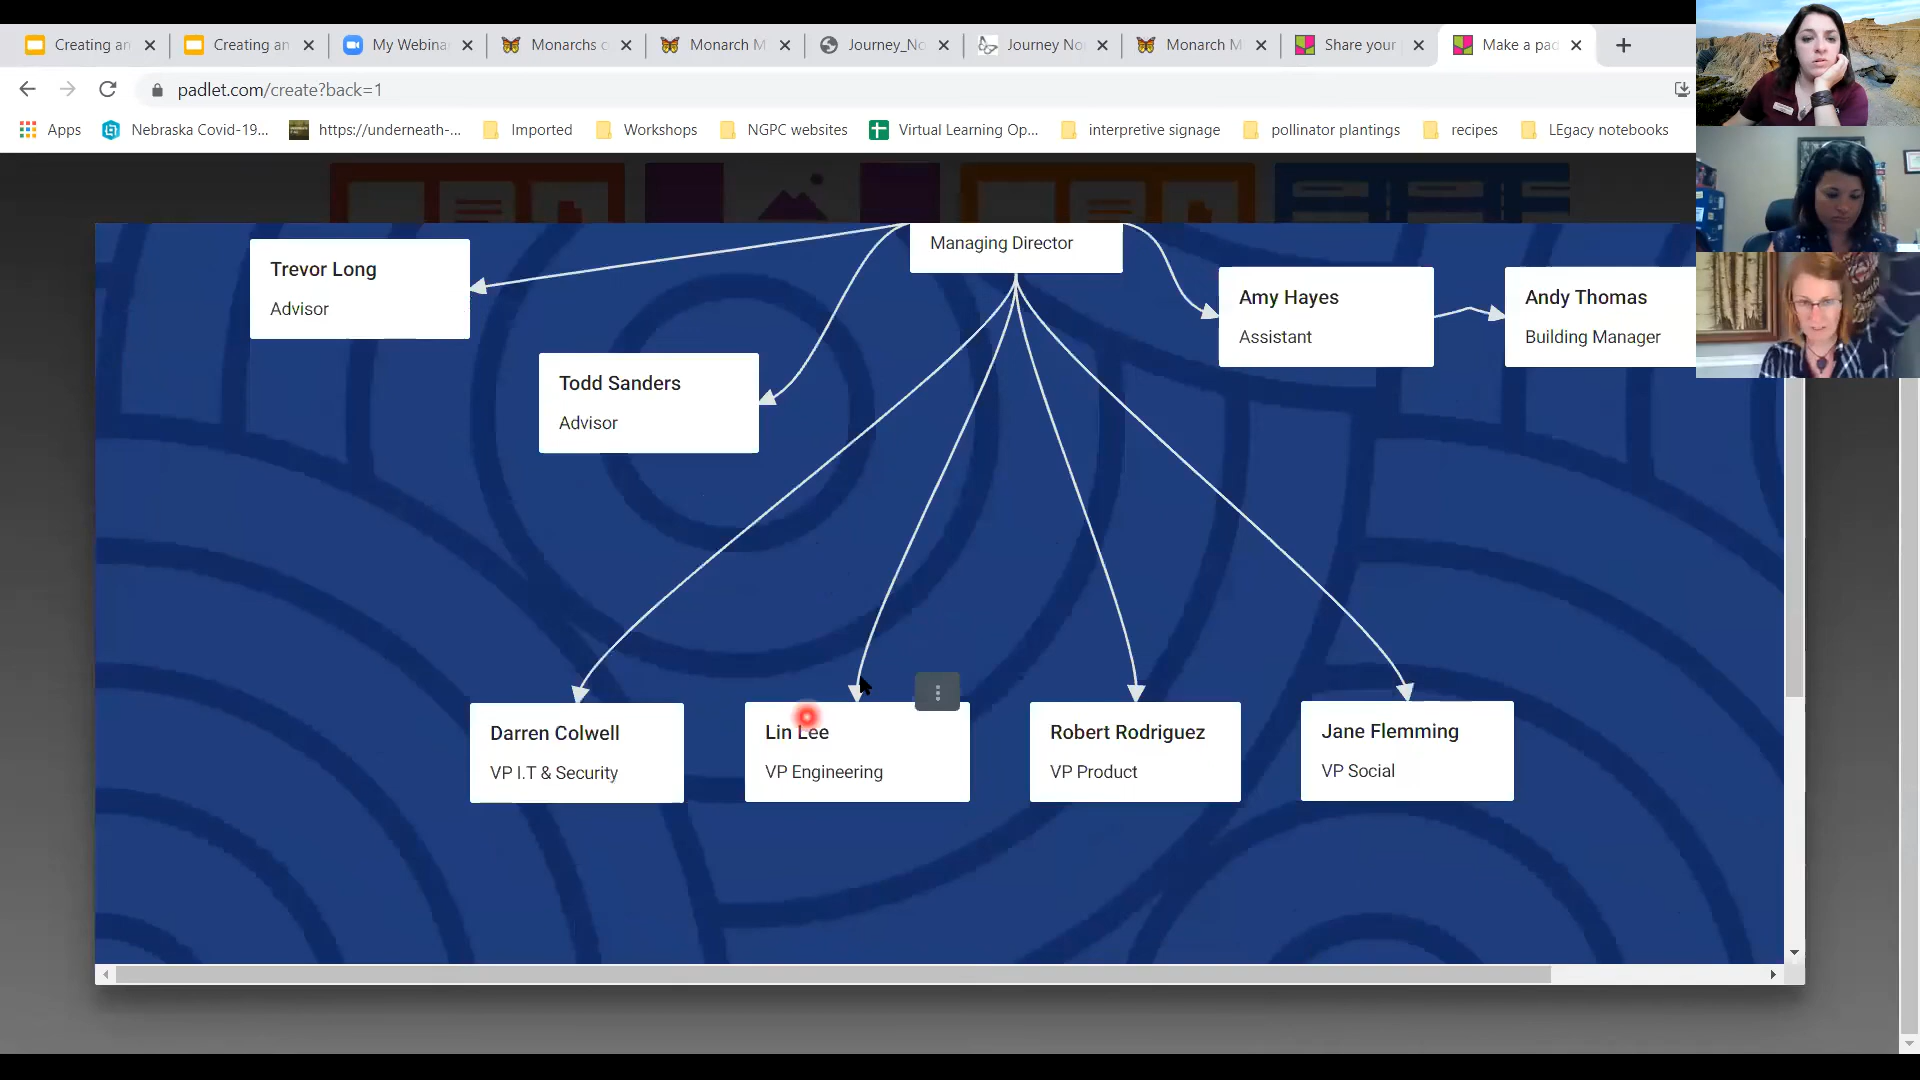 Creating an
Creating an
My Webina
Monarchs c
Monarch M
Journey_No
Journey No
Monarch M
Share your
Make a pad
padlet.com/create?back=1
Apps
Nebraska Covid-19...
https://underneath-...
Imported
Workshops
NGPC websites
Virtual Learning Op...
interpretive signage
pollinator plantings
recipes
LEgacy notebooks
Managing Director
Trevor Long
Advisor
Amy Hayes
Assistant
Andy Thomas
Building Manager
Todd Sanders
Advisor
Darren Colwell
VP I.T & Security
Lin Lee
VP Engineering
Robert Rodriguez
VP Product
Jane Flemming
VP Social